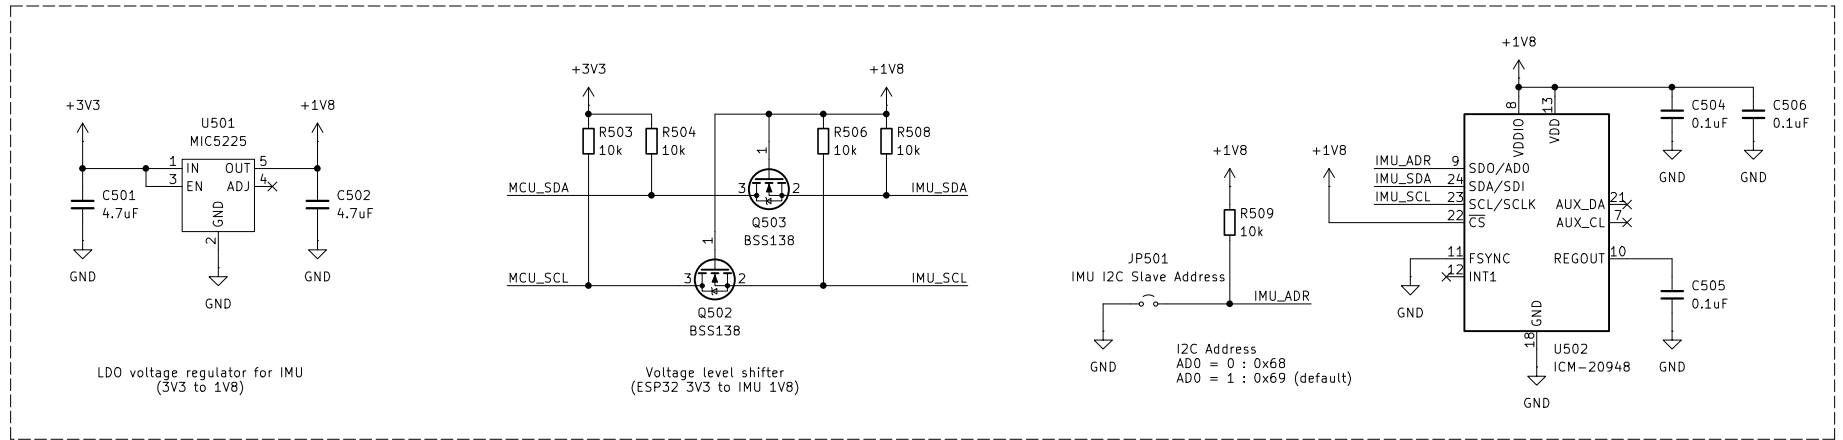 +3V3
U501
MIC5225
+1V8
1
IN
OUT
5
3
EN
ADJ
4
GND
2
C501
4.7uF
C502
4.7uF
GND
GND
GND
LDO voltage regulator for IMU
(3V3 to 1V8)
+3V3
+1V8
R503
10k
R504
10k
R506
10k
R508
10k
1
MCU_SDA
3
2
IMU_SDA
Q503
BSS138
1
MCU_SCL
3
2
IMU_SCL
Q502
BSS138
Voltage level shifter
(ESP32 3V3 to IMU 1V8)
+1V8
R509
10k
JP501
IMU I2C Slave Address
IMU_ADR
GND
I2C Address
AD0 = 0 : 0x68
AD0 = 1 : 0x69 (default)
+1V8
+1V8
8
VDDIO
13
VDD
C504
0.1uF
C506
0.1uF
GND
GND
IMU_ADR
9
SDO/AD0
IMU_SDA
24
SDA/SDI
IMU_SCL
23
SCL/SCLK
22
CS
AUX_DA
21
AUX_CL
7
11
FSYNC
12
INT1
REGOUT
10
GND
C505
0.1uF
GND
18
GND
U502
ICM-20948
GND